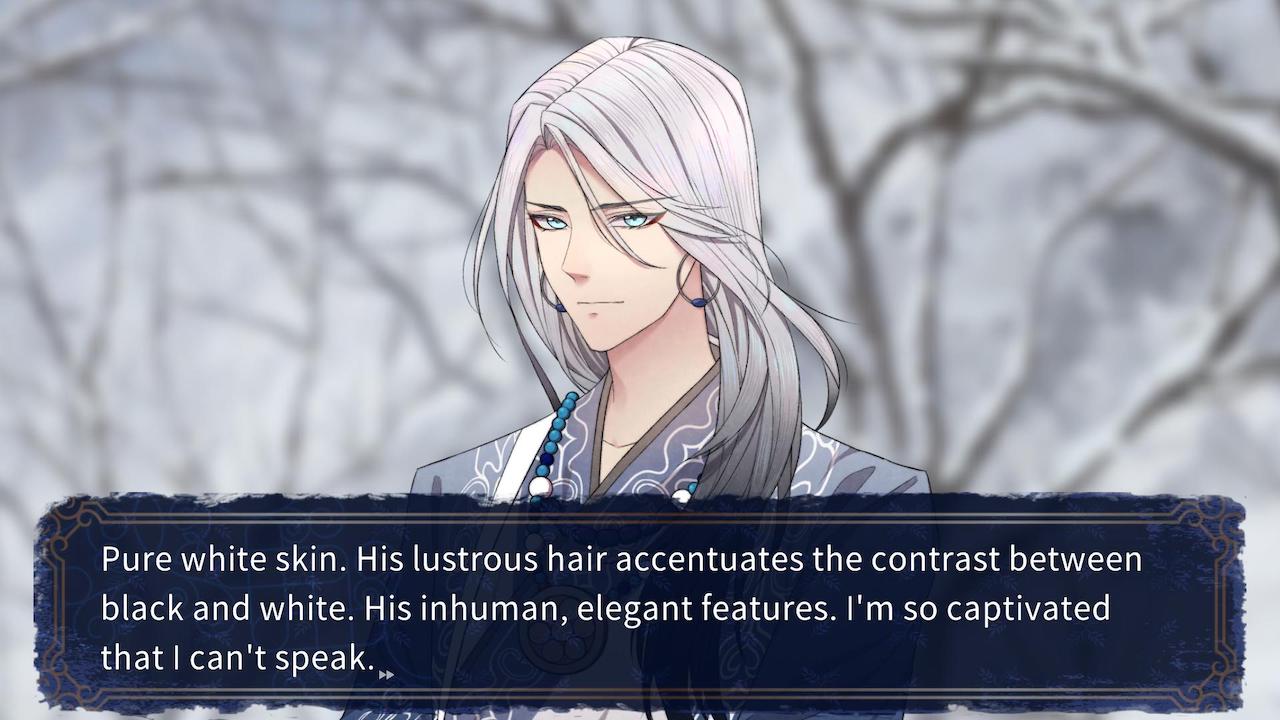 Pure white skin. His lustrous hair accentuates the contrast between
black and white. His inhuman, elegant features. I'm so captivated
that I can't speak.